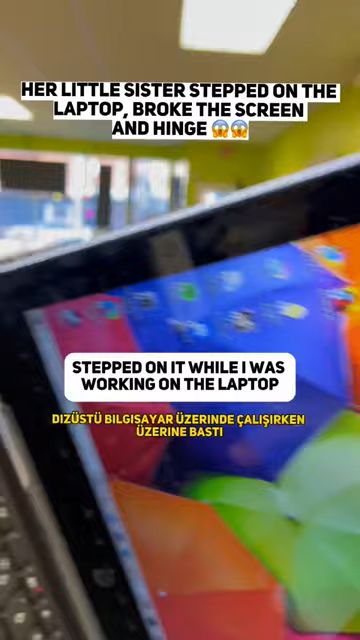 HER LITTLE SISTER STEPPED ON THE
LAPTOP, BROKE THE SCREEN
AND HINGE 😱😱
STEPPED ON IT WHILE I WAS
WORKING ON THE LAPTOP
DIZÜSTÜ BILGISAYAR ÜZERINDE ÇALIŞIRKEN
ÜZERINE BASTI